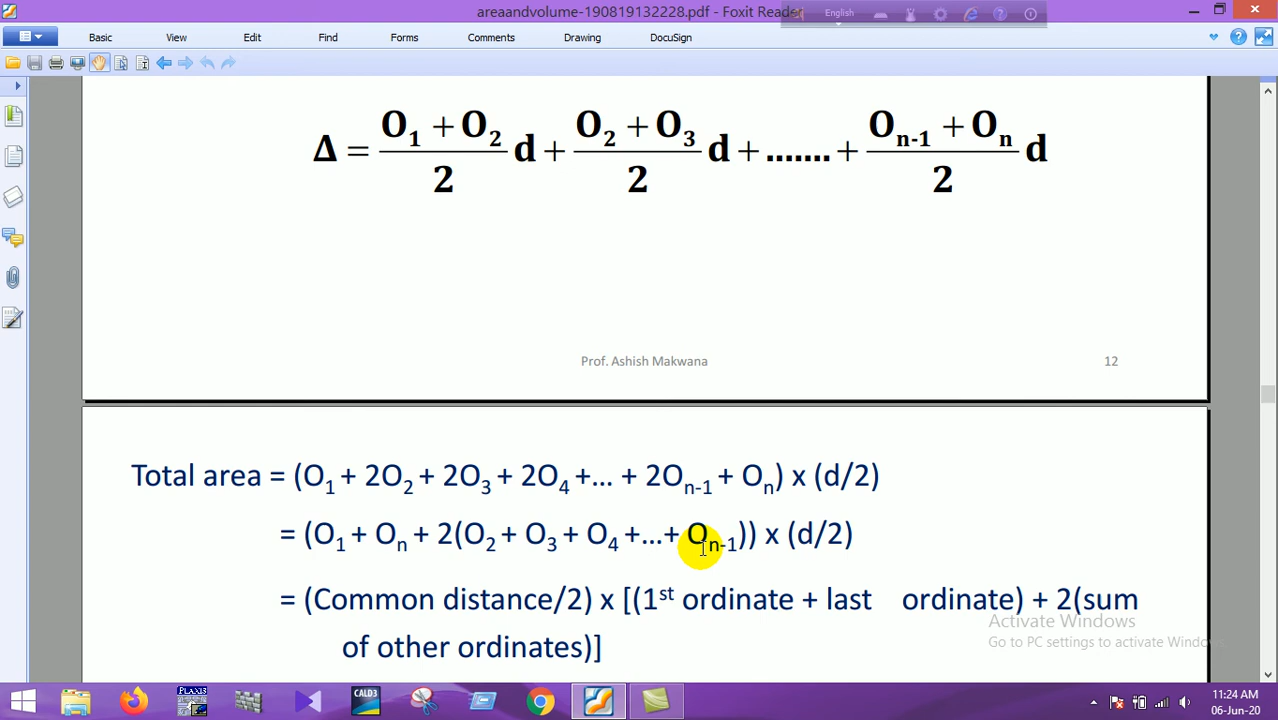 areaandvolume-190819132228.pdf - Foxit Reader
English
Basic View Edit Find Forms Comments Drawing DocuSign
Δ = (O₁ + O₂)/2 d + (O₂ + O₃)/2 d + ....... + (Oₙ₋₁ + Oₙ)/2 d
Prof. Ashish Makwana 12
Total area = (O₁ + 2O₂ + 2O₃ + 2O₄ +... + 2Oₙ₋₁ + Oₙ) x (d/2)
= (O₁ + Oₙ + 2(O₂ + O₃ + O₄ +...+ Oₙ₋₁)) x (d/2)
= (Common distance/2) x [(1ˢᵗ ordinate + last ordinate) + 2(sum
of other ordinates)]
Activate Windows
Go to PC settings to activate Windows
PLAXIS
CALD3
11:24 AM
06-Jun-20